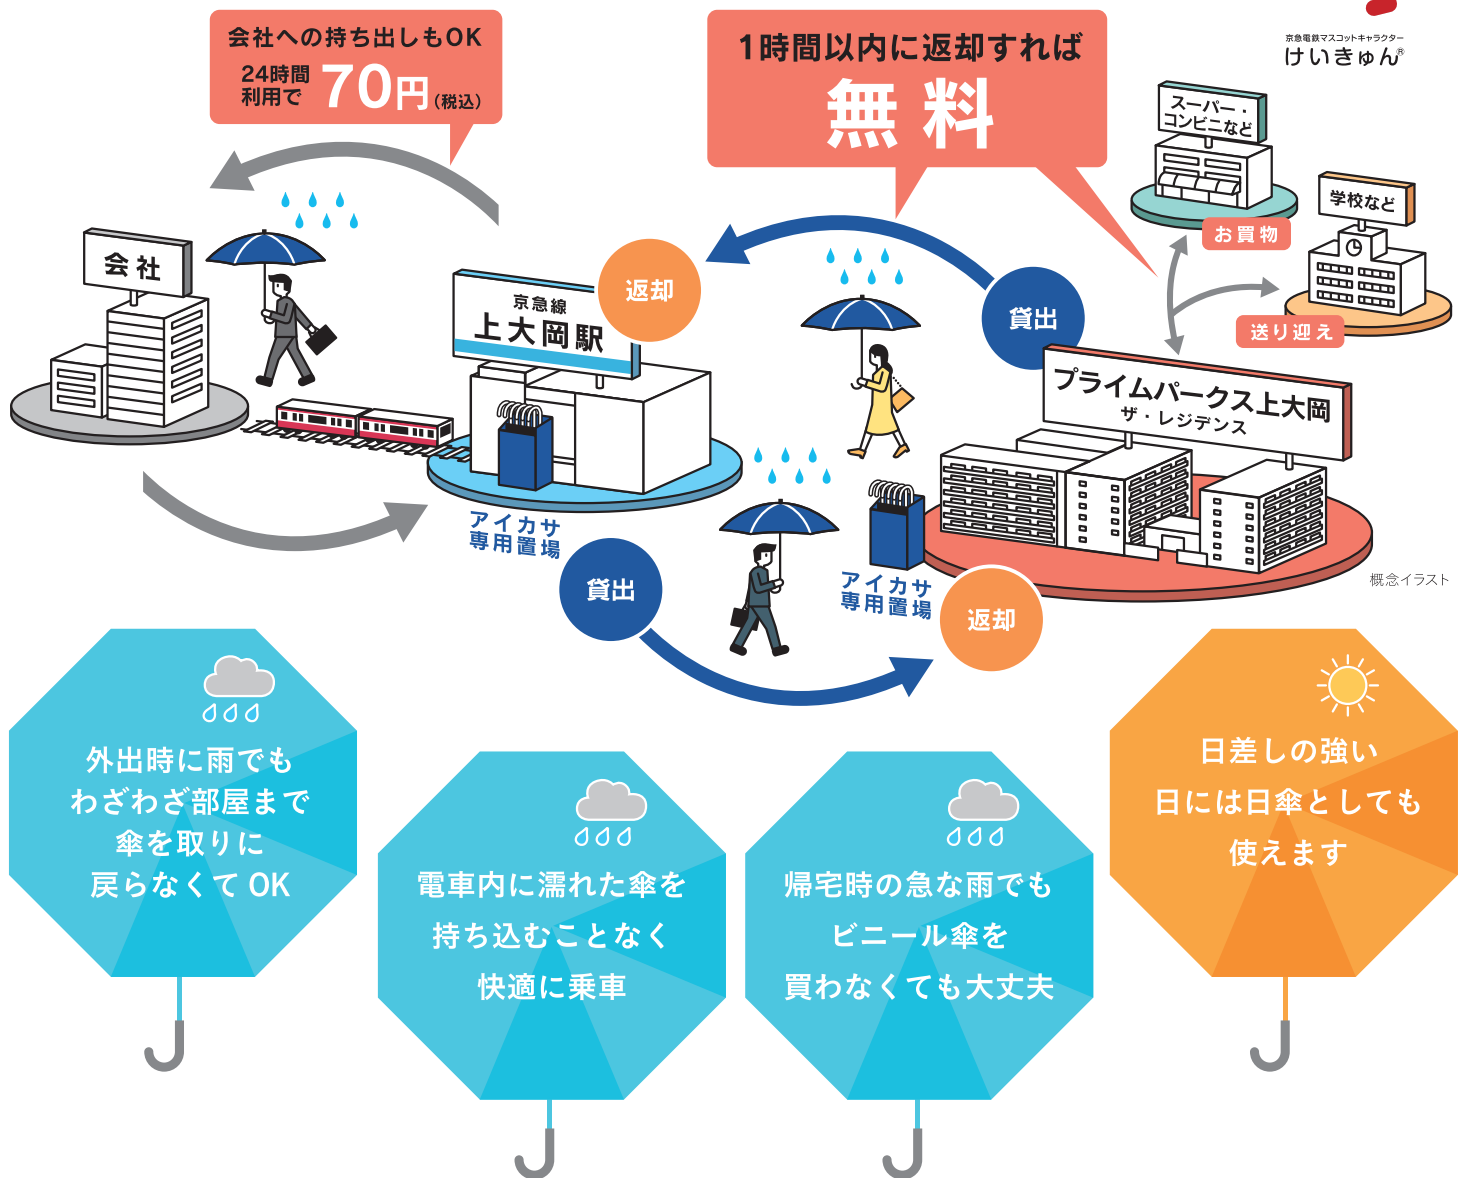 会社への持ち出しもOK
24時間
利用で 70円(税込)
1時間以内に返却すれば
無料
京急電鉄マスコットキャラクター
けいきゅん®
スーパー・
コンビニなど
学校など
お買物
送り迎え
会社
京急線
上大岡駅
返却
貸出
プライムパークス上大岡
ザ・レジデンス
アイカサ
専用置場
貸出
アイカサ
専用置場
返却
概念イラスト
外出時に雨でも
わざわざ部屋まで
傘を取りに
戻らなくてOK
電車内に濡れた傘を
持ち込むことなく
快適に乗車
帰宅時の急な雨でも
ビニール傘を
買わなくても大丈夫
日差しの強い
日には日傘としても
使えます